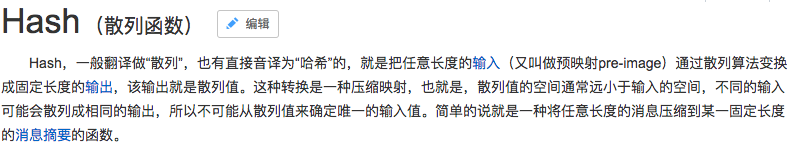 Hash（散列函数） 编辑
Hash，一般翻译做“散列”，也有直接音译为“哈希”的，就是把任意长度的输入（又叫做预映射pre-image）通过散列算法变换
成固定长度的输出，该输出就是散列值。这种转换是一种压缩映射，也就是，散列值的空间通常远小于输入的空间，不同的输入
可能会散列成相同的输出，所以不可能从散列值来确定唯一的输入值。简单的说就是一种将任意长度的消息压缩到某一固定长度
的消息摘要的函数。